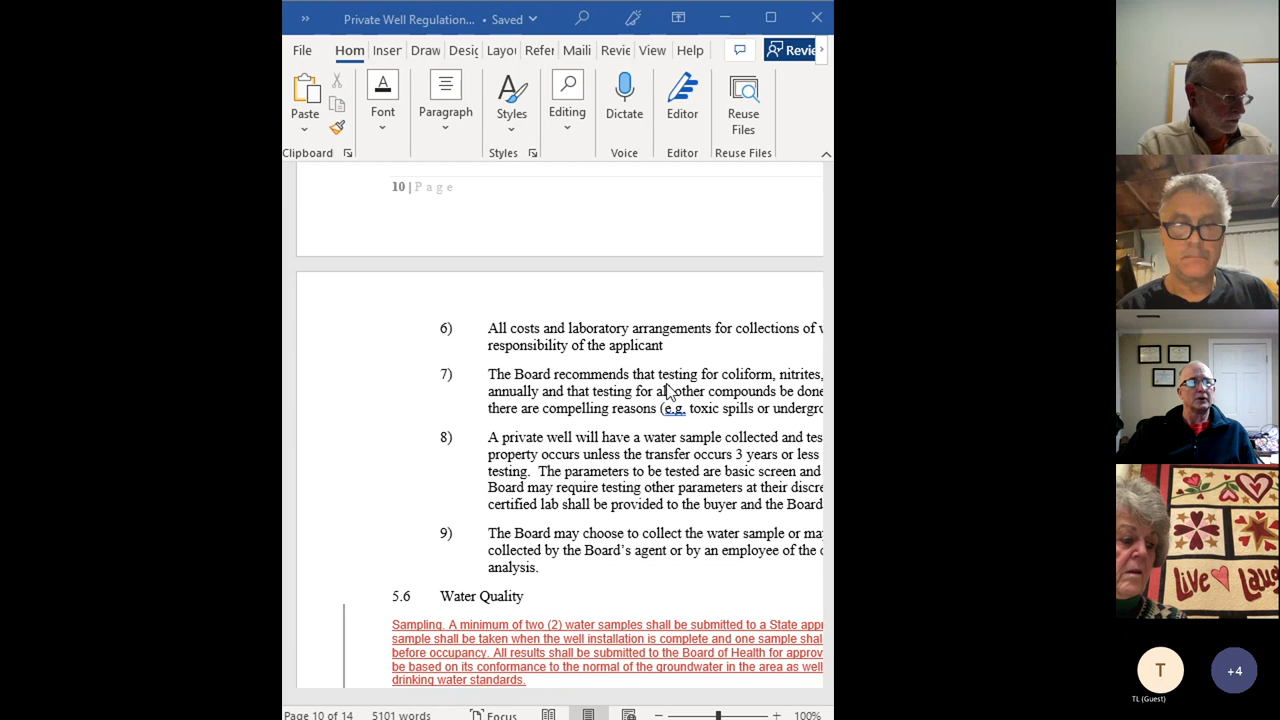 Private Well Regulation... • Saved
File Hom Inser Draw Desig Layou Refer Maili Revie View Help Revie
Paste Font Paragraph Styles Editing Dictate Editor Reuse Files
Clipboard Styles Voice Editor Reuse Files
10 | P a g e
6) All costs and laboratory arrangements for collections of
responsibility of the applicant
7) The Board recommends that testing for coliform, nitrites,
annually and that testing for all other compounds be done
there are compelling reasons (e.g. toxic spills or
8) A private well will have a water sample collected and
property occurs unless the transfer occurs 3 years or less
testing. The parameters to be tested are basic screen and
Board may require testing other parameters at their
certified lab shall be provided to the buyer and the Board
9) The Board may choose to collect the water sample or
collected by the Board's agent or by an employee of the
analysis.
5.6 Water Quality
Sampling. A minimum of two (2) water samples shall be submitted to a State
sample shall be taken when the well installation is complete and one sample
before occupancy. All results shall be submitted to the Board of Health for
be based on its conformance to the normal of the groundwater in the area as well
drinking water standards.
Page 10 of 14 5101 words Focus 100%
Live Laug
T
+4
TL (Guest)